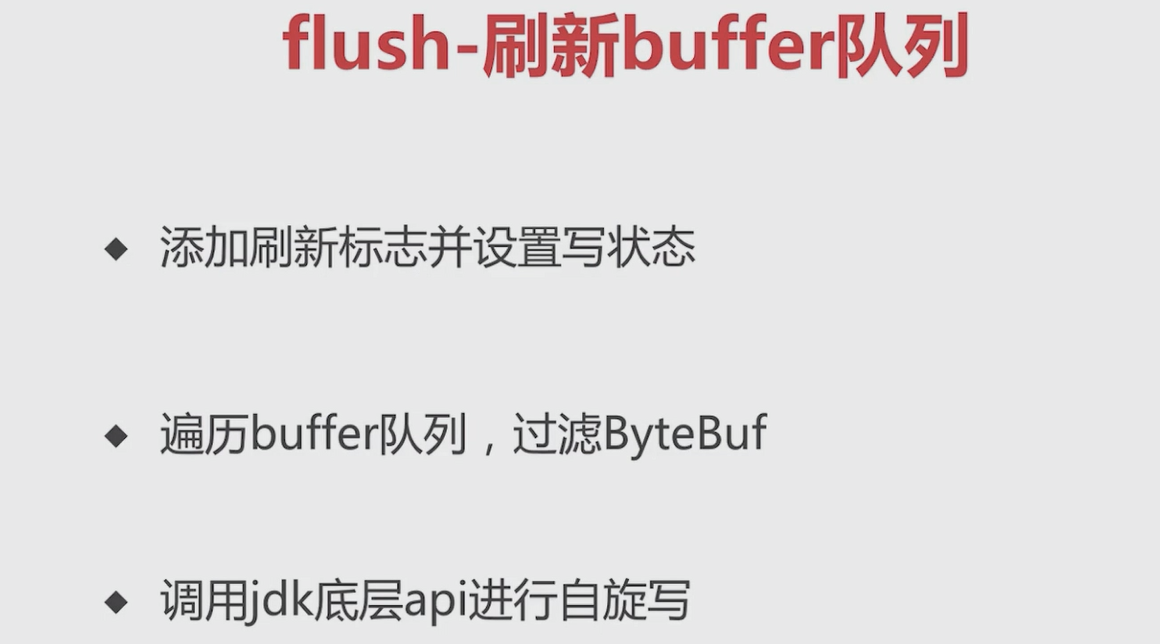 flush-刷新buffer队列
添加刷新标志并设置写状态
遍历buffer队列，过滤ByteBuf
调用jdk底层api进行自旋写